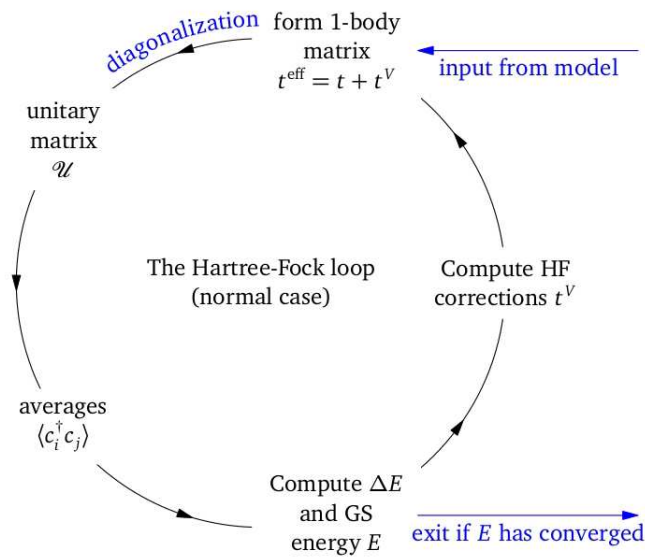 diagonalization
form 1-body
matrix
t^eff = t + t^V
input from model
unitary
matrix
𝒰
The Hartree-Fock loop
(normal case)
Compute HF
corrections t^V
averages
⟨c_i^† c_j⟩
Compute ΔE
and GS
energy E
exit if E has converged